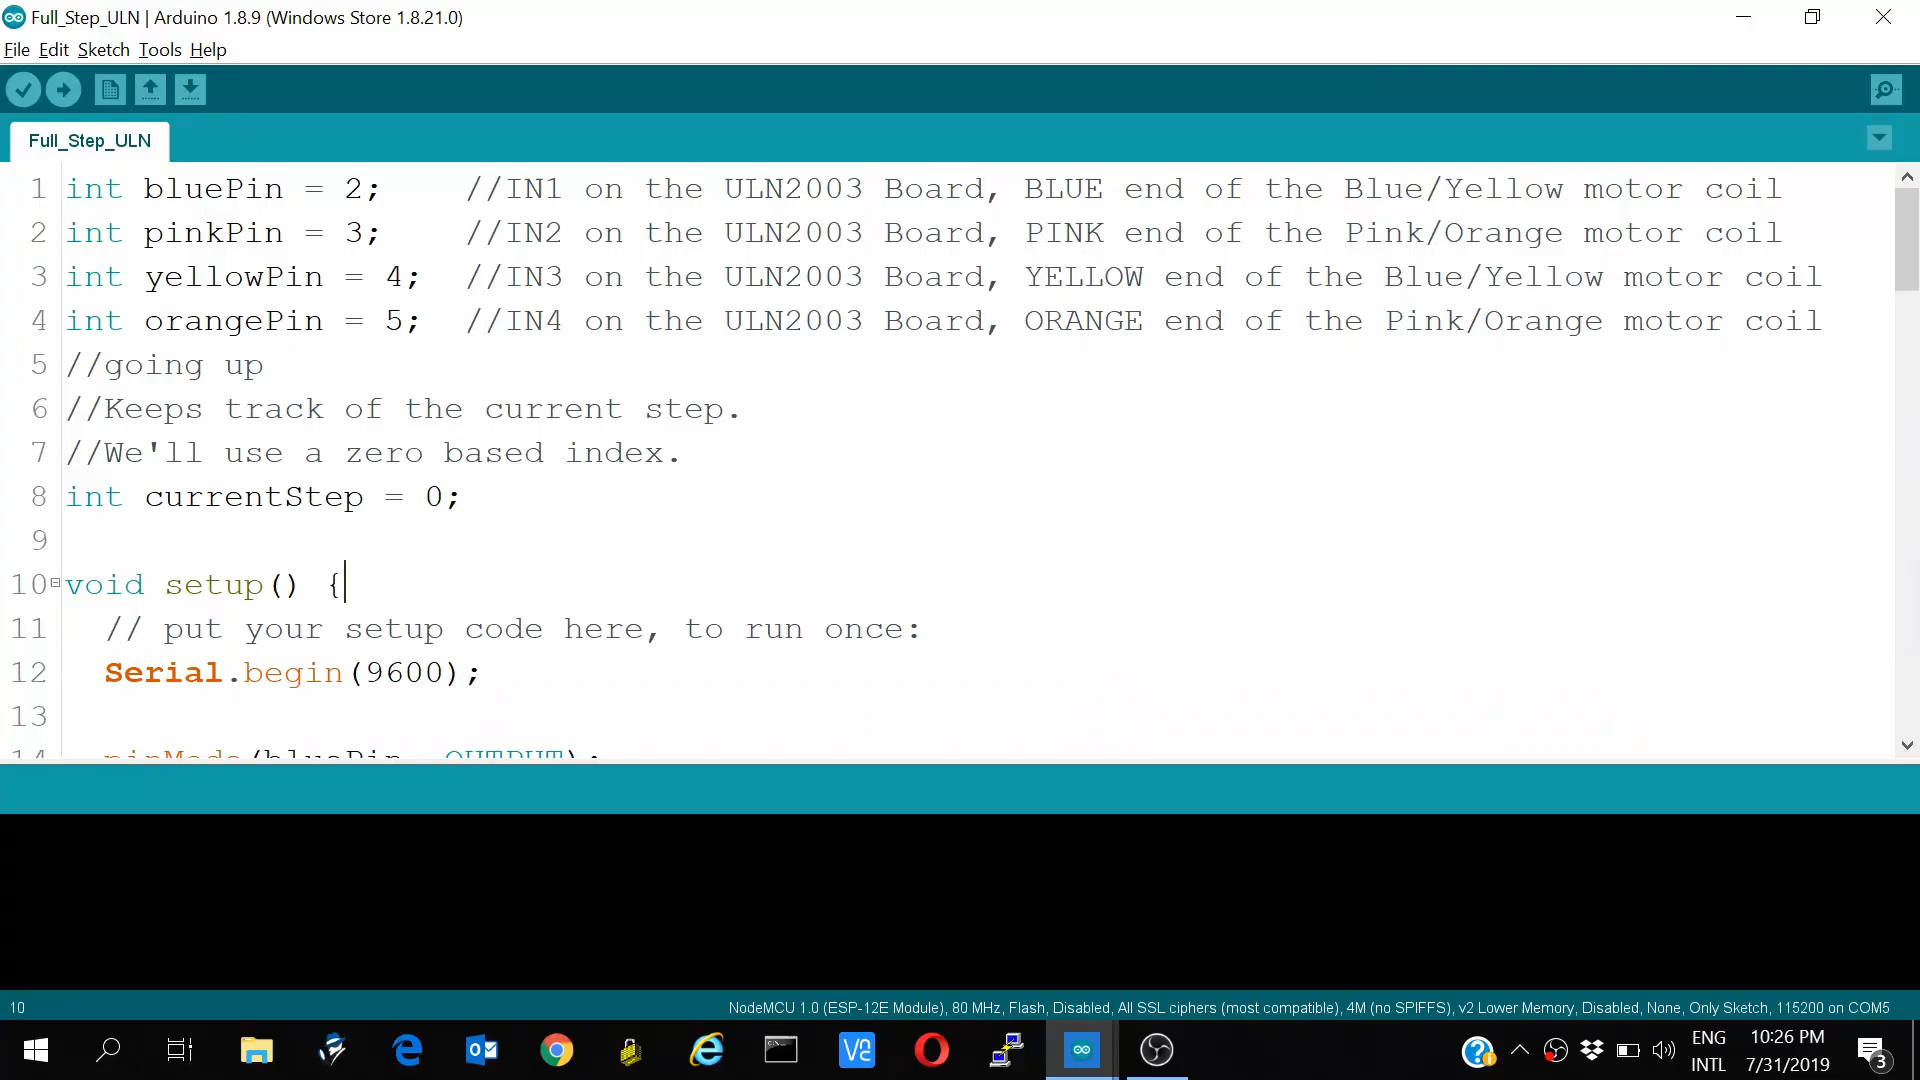 Full_Step_ULN | Arduino 1.8.9 (Windows Store 1.8.21.0)
File Edit Sketch Tools Help
Full_Step_ULN
1 int bluePin = 2; //IN1 on the ULN2003 Board, BLUE end of the Blue/Yellow motor coil
2 int pinkPin = 3; //IN2 on the ULN2003 Board, PINK end of the Pink/Orange motor coil
3 int yellowPin = 4; //IN3 on the ULN2003 Board, YELLOW end of the Blue/Yellow motor coil
4 int orangePin = 5; //IN4 on the ULN2003 Board, ORANGE end of the Pink/Orange motor coil
5 //going up
6 //Keeps track of the current step.
7 //We'll use a zero based index.
8 int currentStep = 0;
9
10 void setup() {
11 // put your setup code here, to run once:
12 Serial.begin(9600);
13
14 pinMode(bluePin, OUTPUT);
10 NodeMCU 1.0 (ESP-12E Module), 80 MHz, Flash, Disabled, All SSL ciphers (most compatible), 4M (no SPIFFS), v2 Lower Memory, Disabled, None, Only Sketch, 115200 on COM5
ENG 10:26 PM
INTL 7/31/2019
3